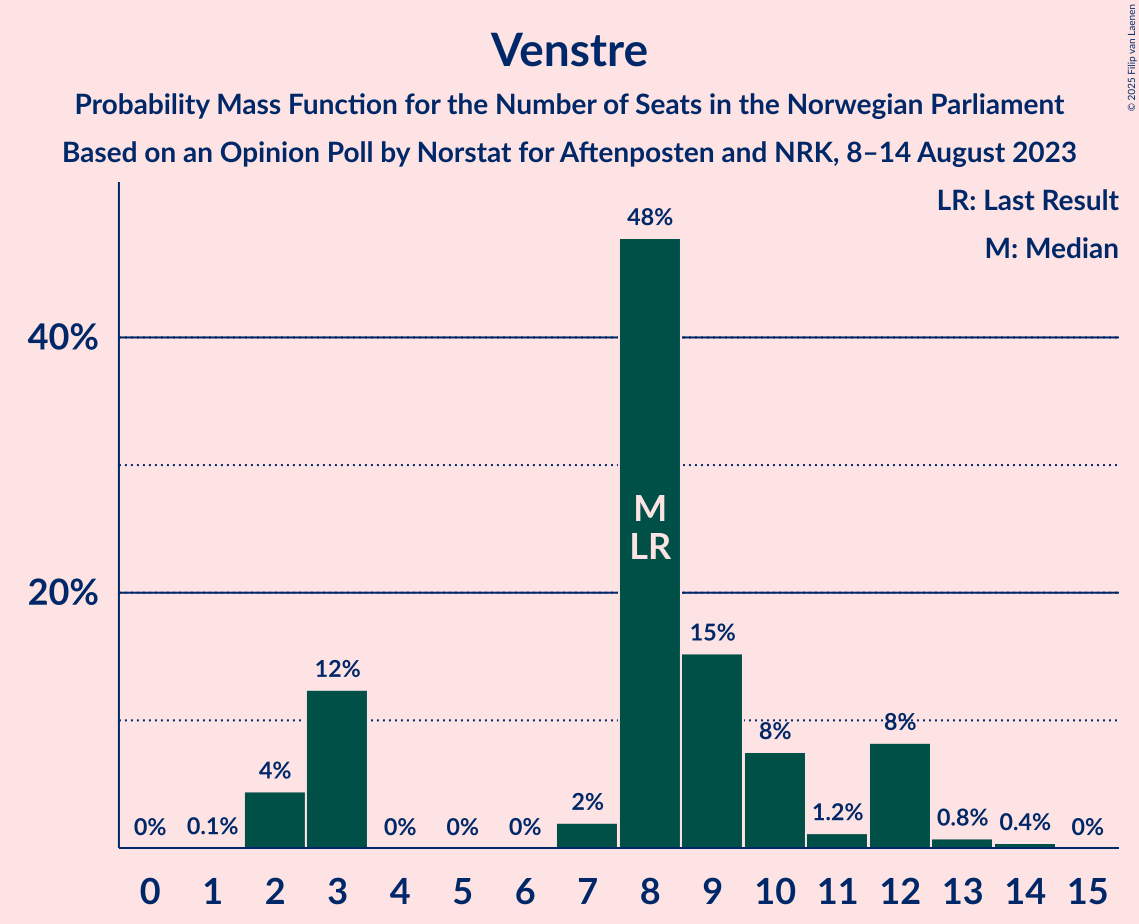 Venstre
Probability Mass Function for the Number of Seats in the Norwegian Parliament
Based on an Opinion Poll by Norstat for Aftenposten and NRK, 8–14 August 2023
© 2025 Filip van Laenen
LR: Last Result
M: Median
48%
40%
M
LR
20%
15%
12%
8%
8%
4%
2%
1.2%
0.8%
0.4%
0%
0.1%
0%
0%
0%
0%
0 1 2 3 4 5 6 7 8 9 10 11 12 13 14 15